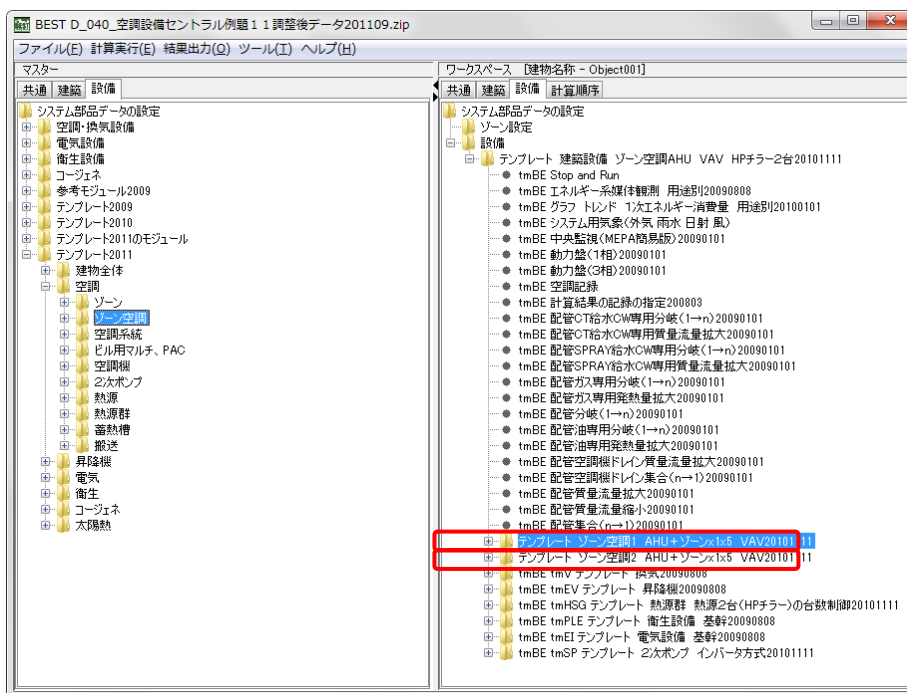 BEST D_040_空調設備セントラル例題11調整後データ201109.zip
ファイル(F) 計算実行(E) 結果出力(O) ツール(T) ヘルプ(H)
マスター
共通 建築 設備
システム部品データの設定
空調・換気設備
電気設備
衛生設備
コージェネ
参考モジュール2009
テンプレート2009
テンプレート2010
テンプレート2011のモジュール
テンプレート2011
建物全体
空調
ゾーン
ゾーン空調
空調系統
ビル用マルチ、PAC
空調機
2次ポンプ
熱源
熱源群
蓄熱槽
搬送
昇降機
電気
衛生
コージェネ
太陽熱
ワークスペース [建物名称 - Object001]
共通 建築 設備 計算順序
システム部品データの設定
ゾーン設定
設備
テンプレート 建築設備 ゾーン空調AHU VAV HPチラー2台20101111
tmBE Stop and Run
tmBE エネルギー系媒体観測 用途別20090808
tmBE グラフ トレンド 1次エネルギー消費量 用途別20100101
tmBE システム用気象(外気 雨水 日射 風)
tmBE 中央監視(MEPA簡易版)20090101
tmBE 動力盤(1相)20090101
tmBE 動力盤(3相)20090101
tmBE 空調記録
tmBE 計算結果の記録の指定200803
tmBE 配管CT給水CW専用分岐(1→n)20090101
tmBE 配管CT給水CW専用質量流量拡大20090101
tmBE 配管SPRAY給水CW専用分岐(1→n)20090101
tmBE 配管SPRAY給水CW専用質量流量拡大20090101
tmBE 配管ガス専用分岐(1→n)20090101
tmBE 配管ガス専用発熱量拡大20090101
tmBE 配管分岐(1→n)20090101
tmBE 配管油専用分岐(1→n)20090101
tmBE 配管油専用発熱量拡大20090101
tmBE 配管空調機ドレイン質量流量拡大20090101
tmBE 配管空調機ドレイン集合(n→1)20090101
tmBE 配管質量流量拡大20090101
tmBE 配管質量流量縮小20090101
tmBE 配管集合(n→1)20090101
テンプレート ゾーン空調1 AHU+ゾーンx1x5 VAV20101111
テンプレート ゾーン空調2 AHU+ゾーンx1x5 VAV20101111
tmBE tmV テンプレート 換気20090808
tmBE tmEV テンプレート 昇降機20090808
tmBE tmHSG テンプレート 熱源群 熱源2台(HPチラー)の台数制御20101111
tmBE tmPLE テンプレート 衛生設備 基幹20090808
tmBE tmEI テンプレート 電気設備 基幹20090808
tmBE tmSP テンプレート 2次ポンプ インバータ方式20101111